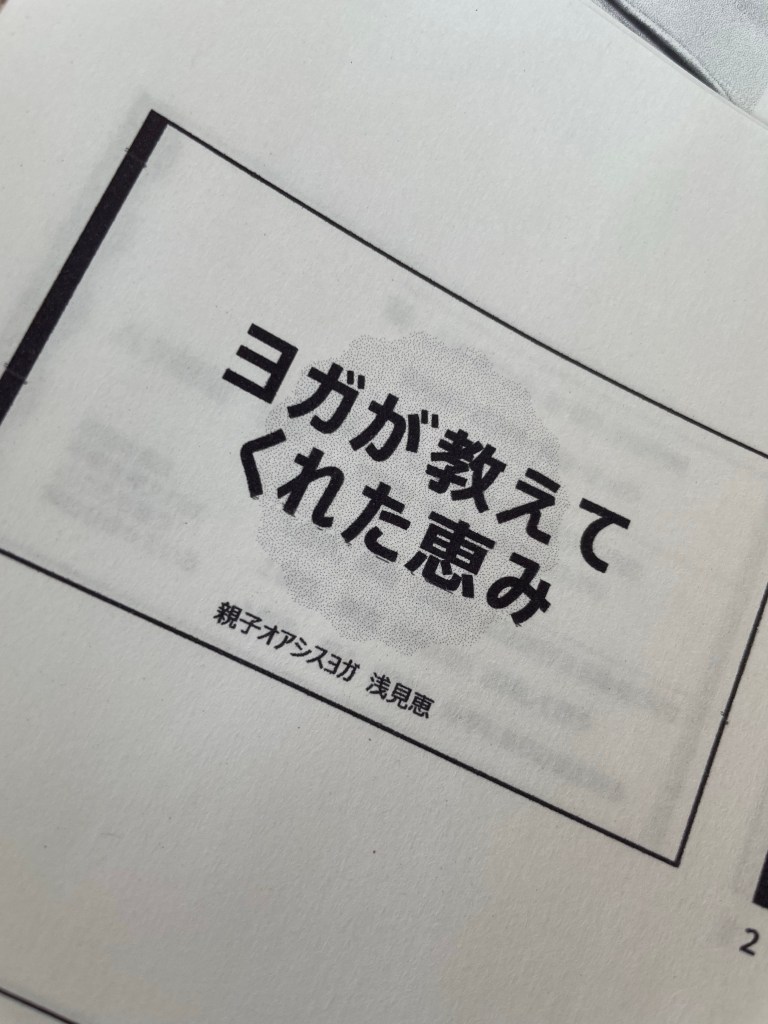 ヨガが教えて
くれた恵み
親子オアシスヨガ 浅見恵
2